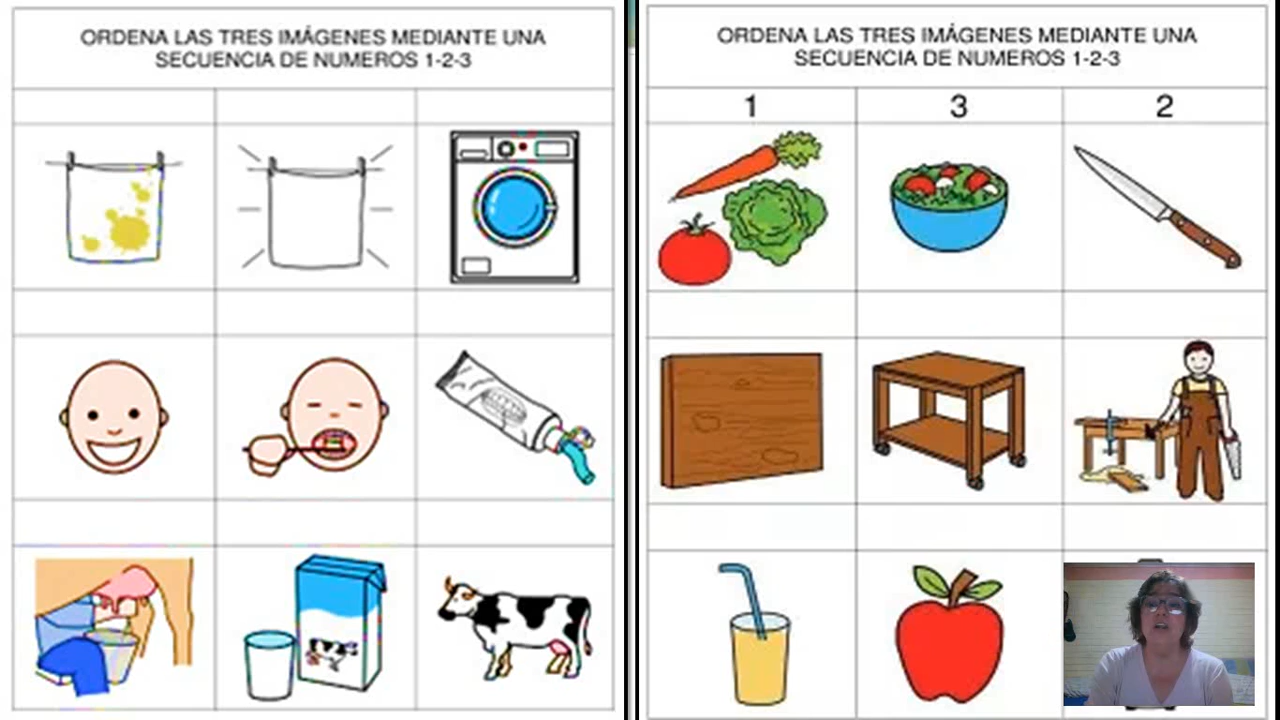 ORDENA LAS TRES IMÁGENES MEDIANTE UNA
SECUENCIA DE NUMEROS 1-2-3
ORDENA LAS TRES IMÁGENES MEDIANTE UNA
SECUENCIA DE NUMEROS 1-2-3
1 3 2